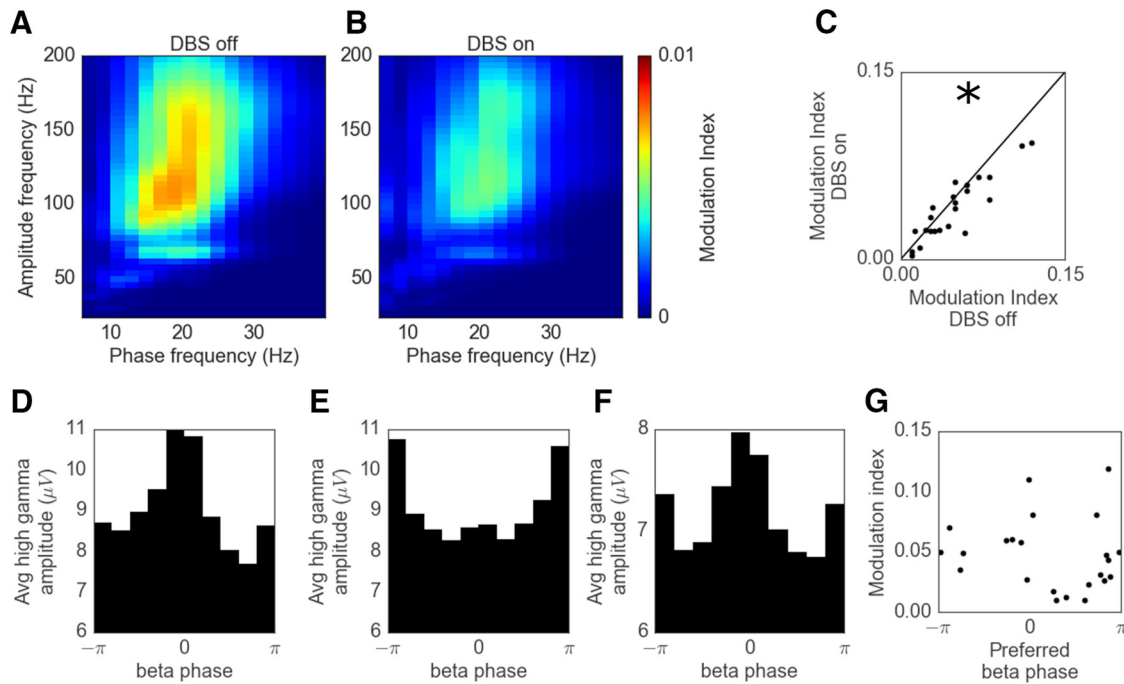 A
B
C
DBS off
DBS on
200
150
100
50
Amplitude frequency (Hz)
10
20
30
Phase frequency (Hz)
200
150
100
50
10
20
30
Phase frequency (Hz)
0.01
0
Modulation Index
0.15
0.00
Modulation Index
DBS on
*
0.00
0.15
Modulation Index
DBS off
D
E
F
G
11
10
9
8
7
6
Avg high gamma
amplitude (μV)
−π
0
π
beta phase
11
10
9
8
7
6
Avg high gamma
amplitude (μV)
−π
0
π
beta phase
8
7
6
Avg high gamma
amplitude (μV)
−π
0
π
beta phase
0.15
0.10
0.05
0.00
Modulation index
−π
0
π
Preferred
beta phase